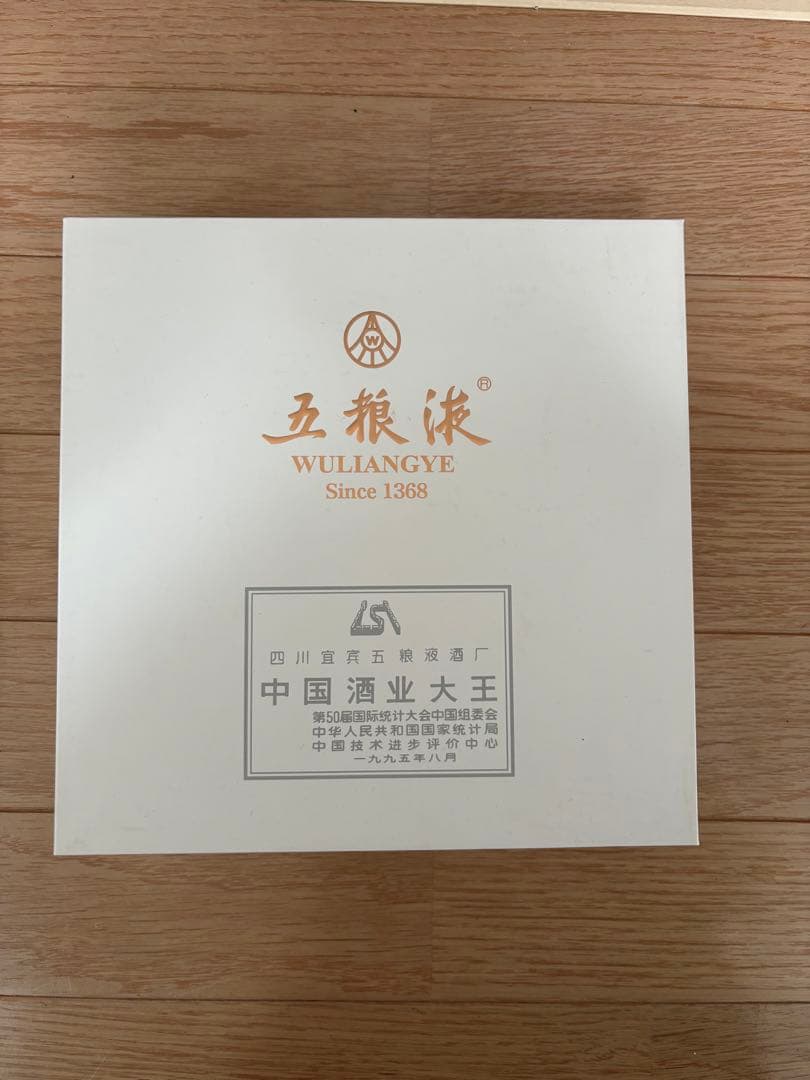 W
五粮液®
WULIANGYE
Since 1368
四川宜宾五粮液酒厂
中国酒业大王
第50届国际统计大会中国组委会
中华人民共和国国家统计局
中国技术进步评价中心
一九九五年八月